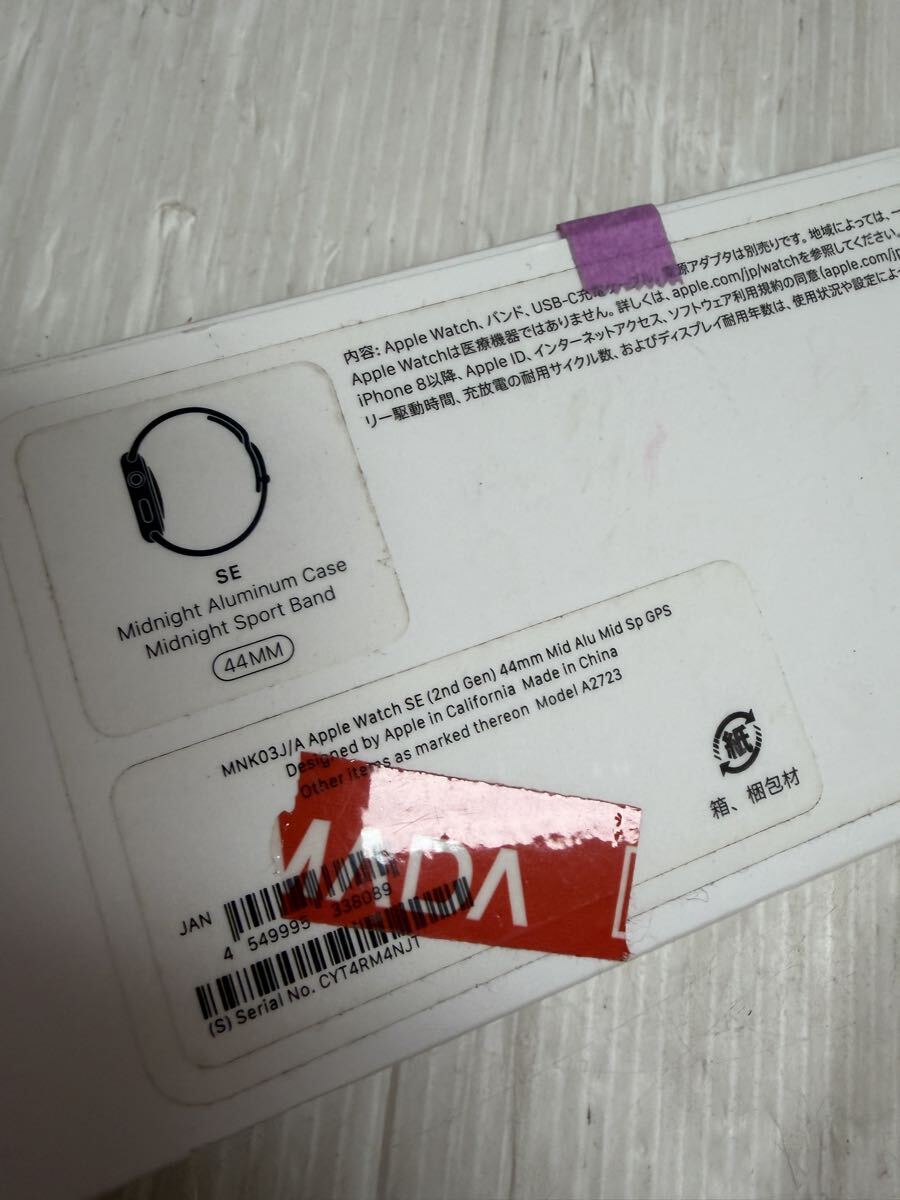 内容: Apple Watch、バンド、USB-C充電ケーブル。電源アダプタは別売りです。地域によっては、一
Apple Watchは医療機器ではありません。詳しくは、apple.com/jp/watchを参照してください。
iPhone 8以降、Apple ID、インターネットアクセス、ソフトウェア利用規約の同意(apple.com/jp
リー駆動時間、充放電の耐用サイクル数、およびディスプレイ耐用年数は、使用状況や設定によっ
SE
Midnight Aluminum Case
Midnight Sport Band
44MM
MNK03J/A Apple Watch SE (2nd Gen) 44mm Mid Alu Mid Sp GPS
Designed by Apple in California Made in China
Other items as marked thereon Model A2723
紙
箱、梱包材
MADA
JAN
4 549995 338089
(S) Serial No. CYT4RM4NJT